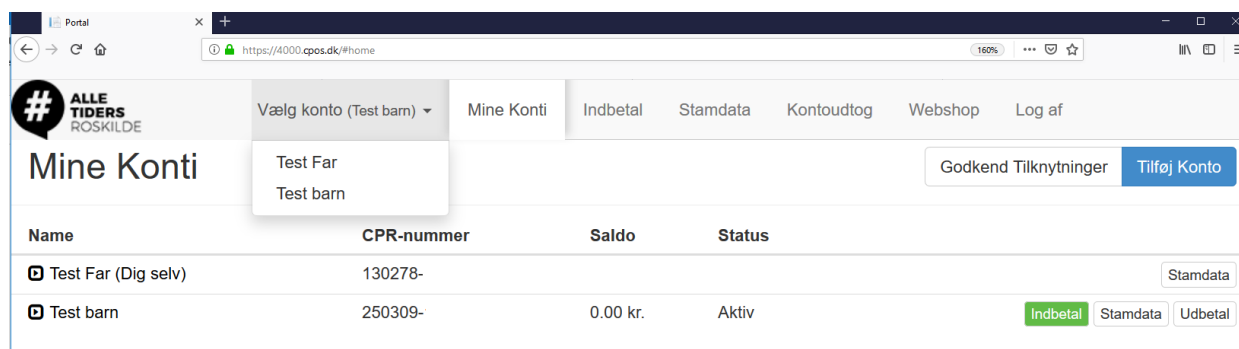 Portal
https://4000.cpos.dk/#home
160%
# ALLE
TIDERS
ROSKILDE
Vælg konto (Test barn)
Mine Konti
Indbetal
Stamdata
Kontoudtog
Webshop
Log af
Mine Konti
Test Far
Test barn
Godkend Tilknytninger
Tilføj Konto
Name CPR-nummer Saldo Status
Test Far (Dig selv) 130278- Stamdata
Test barn 250309- 0.00 kr. Aktiv Indbetal Stamdata Udbetal